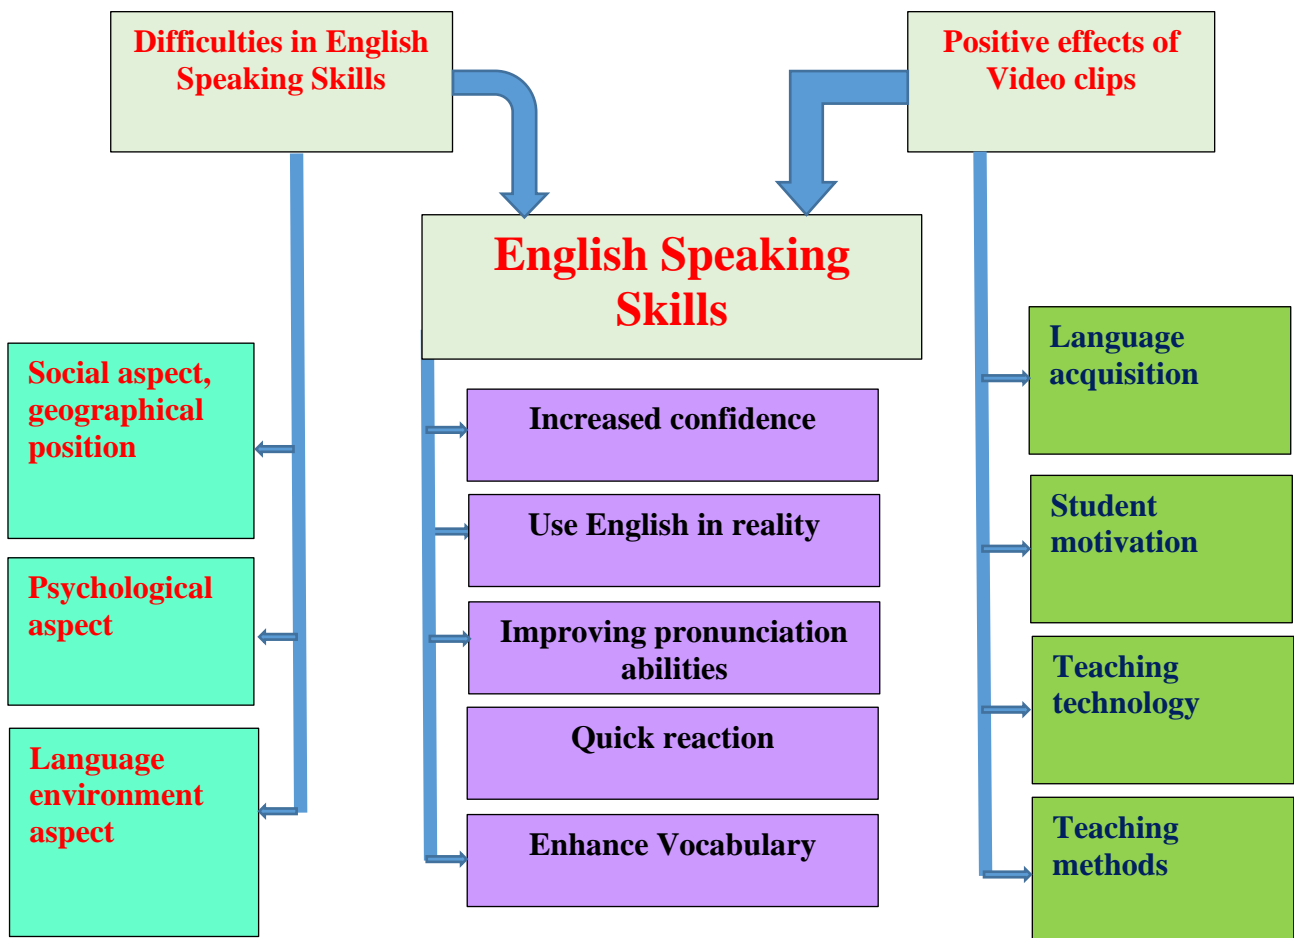 Difficulties in English
Speaking Skills
Positive effects of
Video clips
English Speaking
Skills
Social aspect,
geographical
position
Psychological
aspect
Language
environment
aspect
Increased confidence
Use English in reality
Improving pronunciation
abilities
Quick reaction
Enhance Vocabulary
Language
acquisition
Student
motivation
Teaching
technology
Teaching
methods